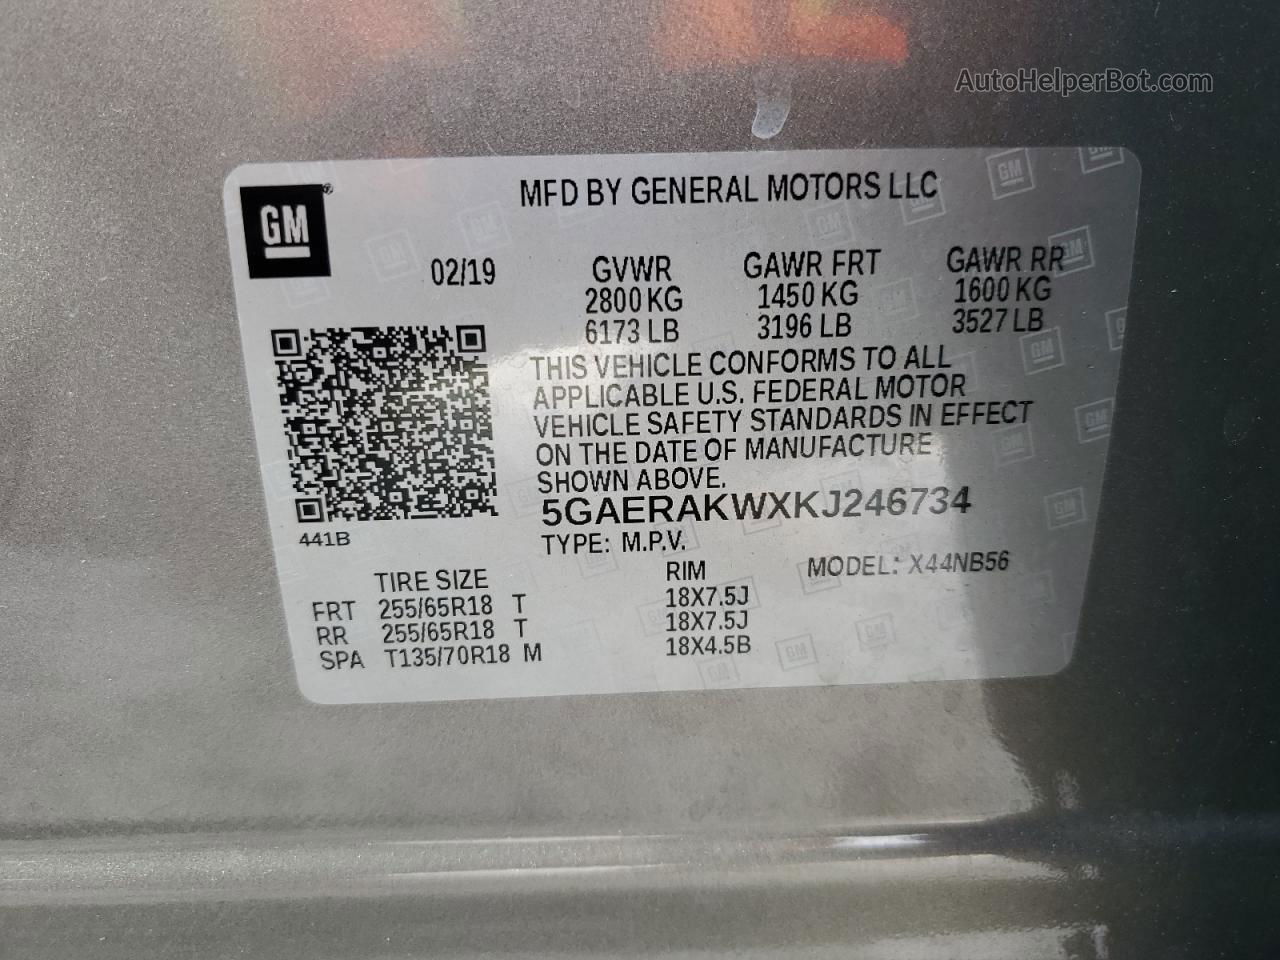 AutoHelperBot.com
GM®
MFD BY GENERAL MOTORS LLC
02/19
GVWR GAWR FRT GAWR RR
2800 KG 1450 KG 1600 KG
6173 LB 3196 LB 3527 LB
THIS VEHICLE CONFORMS TO ALL
APPLICABLE U.S. FEDERAL MOTOR
VEHICLE SAFETY STANDARDS IN EFFECT
ON THE DATE OF MANUFACTURE
SHOWN ABOVE.
5GAERAKWXKJ246734
441B
TYPE: M.P.V.
MODEL: X44NB56
TIRE SIZE RIM
FRT 255/65R18 T 18X7.5J
RR 255/65R18 T 18X7.5J
SPA T135/70R18 M 18X4.5B